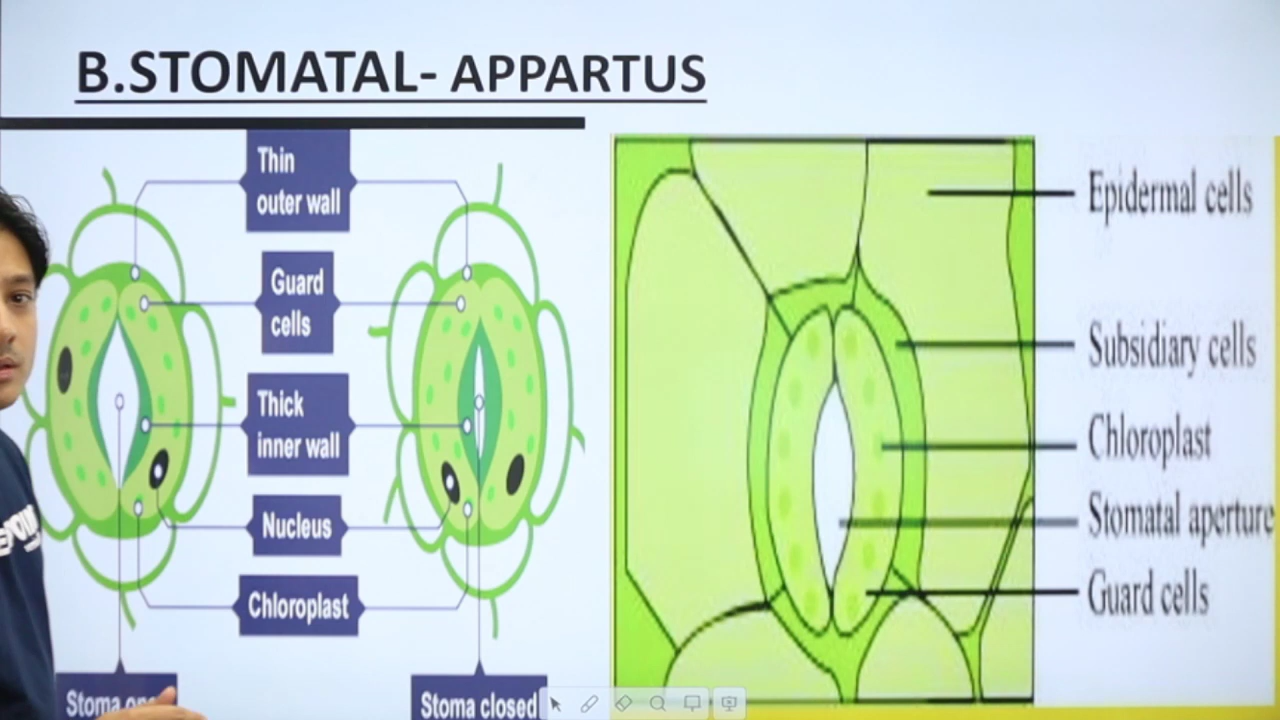 B.STOMATAL- APPARTUS
Thin
outer wall
Guard
cells
Thick
inner wall
Nucleus
Chloroplast
Stoma
Stoma closed
Epidermal cells
Subsidiary cells
Chloroplast
Stomatal aperture
Guard cells